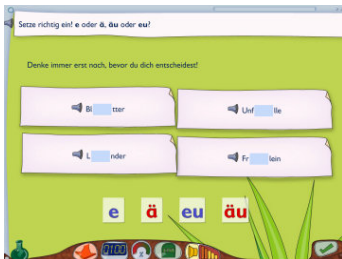 Setze richtig ein! e oder ä, äu oder eu?
Denke immer erst nach, bevor du dich entscheidest!
Bl tter
Unf lle
L nder
Fr lein
e ä eu äu